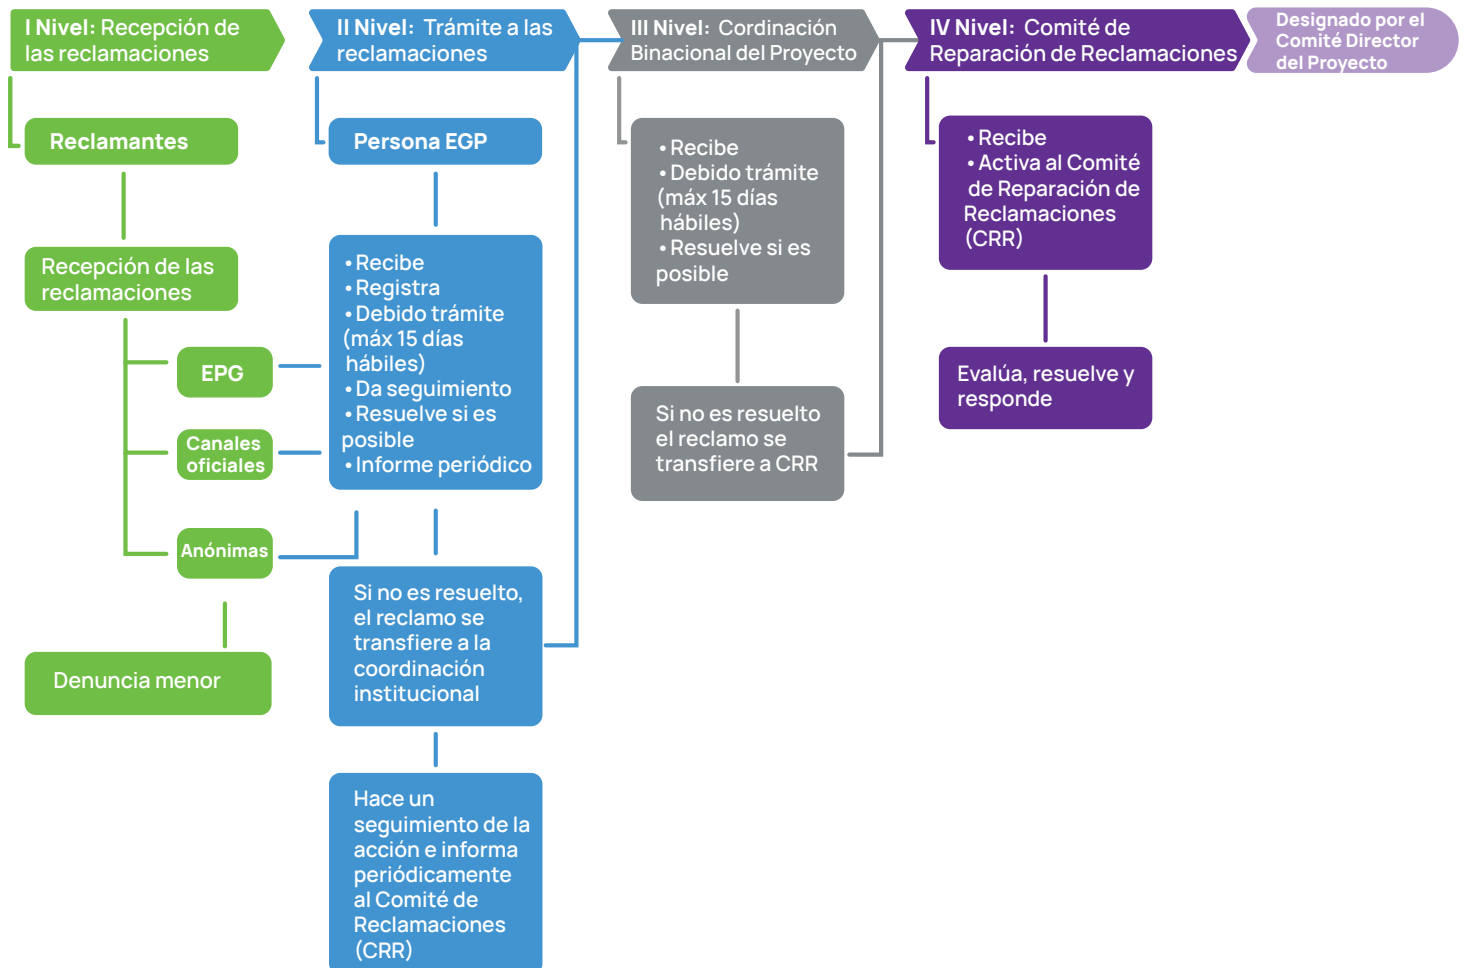 I Nivel: Recepción de
las reclamaciones
Reclamantes
Recepción de las
reclamaciones
EPG
Canales
oficiales
Anónimas
Denuncia menor
II Nivel: Trámite a las
reclamaciones
Persona EGP
• Recibe
• Registra
• Debido trámite
(máx 15 días
hábiles)
• Da seguimiento
• Resuelve si es
posible
• Informe periódico
Si no es resuelto,
el reclamo se
transfiere a la
coordinación
institucional
Hace un
seguimiento de la
acción e informa
periódicamente
al Comité de
Reclamaciones
(CRR)
III Nivel: Cordinación
Binacional del Proyecto
• Recibe
• Debido trámite
(máx 15 días
hábiles)
• Resuelve si es
posible
Si no es resuelto
el reclamo se
transfiere a CRR
IV Nivel: Comité de
Reparación de Reclamaciones
• Recibe
• Activa al Comité
de Reparación de
Reclamaciones
(CRR)
Evalúa, resuelve y
responde
Designado por el
Comité Director
del Proyecto